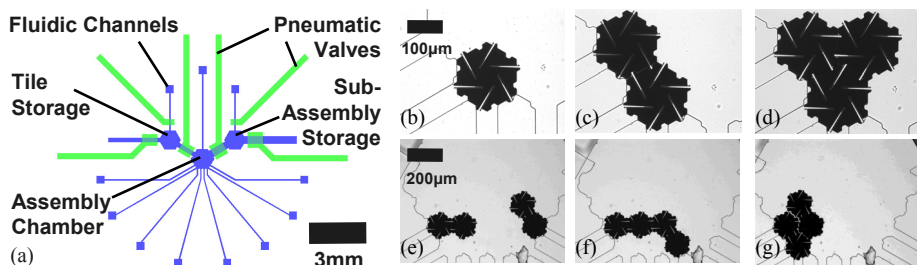 Fluidic Channels
Pneumatic
Valves
Tile
Storage
Sub-
Assembly
Storage
Assembly
Chamber
(a)
3mm
100µm
(b)
(c)
(d)
200µm
(e)
(f)
(g)